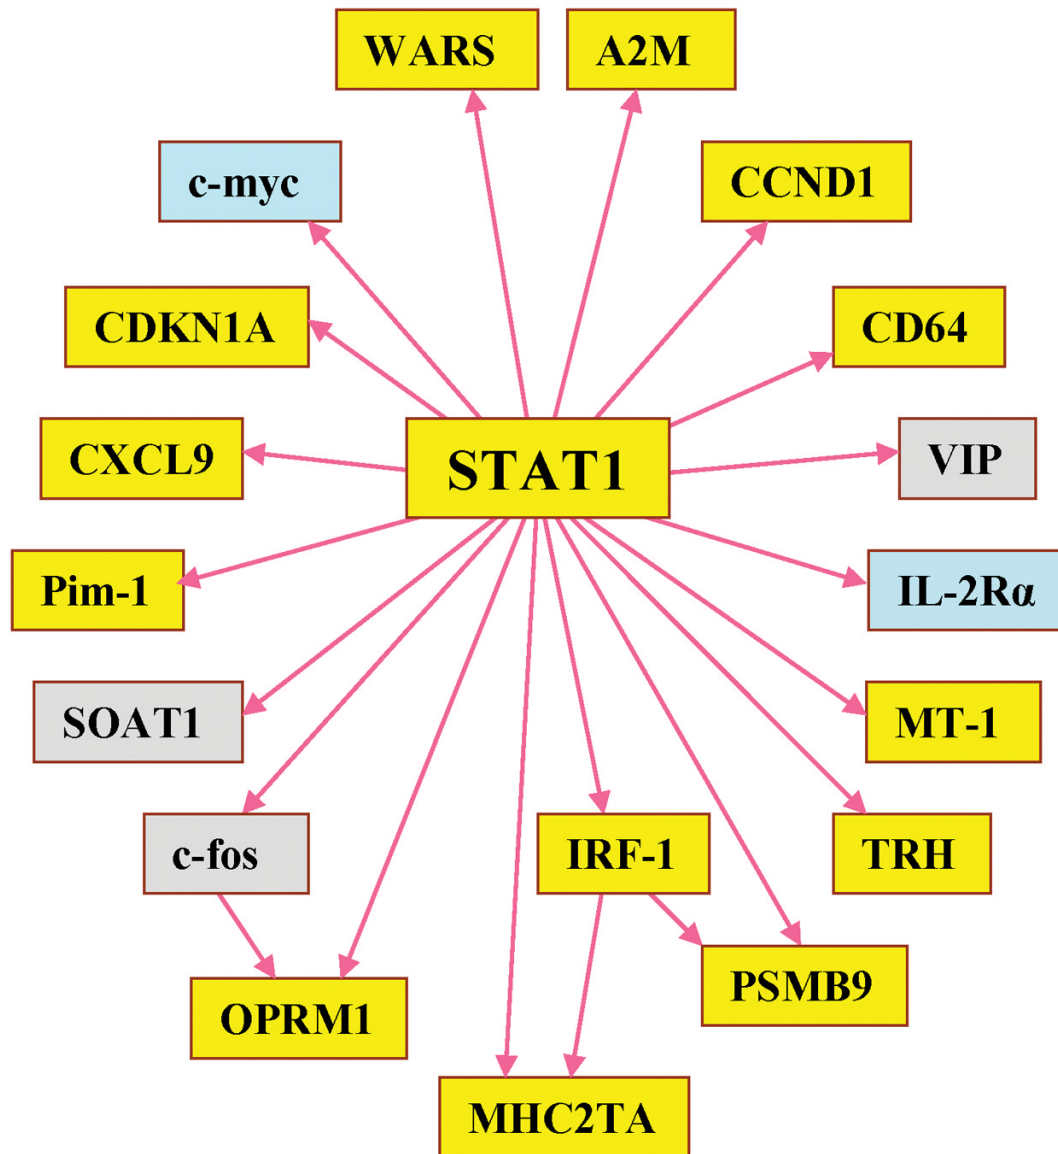 WARS
A2M
c-myc
CCND1
CDKN1A
CD64
CXCL9
STAT1
VIP
Pim-1
IL-2Rα
SOAT1
MT-1
c-fos
IRF-1
TRH
OPRM1
PSMB9
MHC2TA